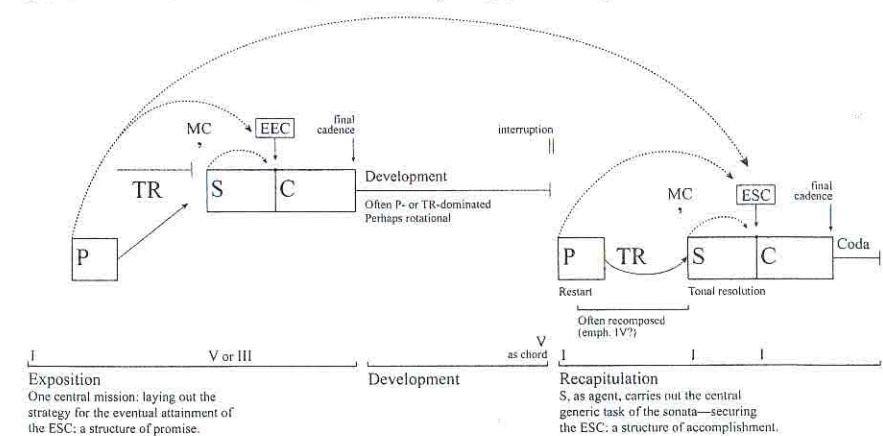 MC
,
EEC
final
cadence
interruption
TR
S
C
Development
Often P- or TR-dominated
Perhaps rotational
P
MC
,
ESC
final
cadence
P
TR
S
C
Coda
Restart
Tonal resolution
Often recomposed
(emph. IV?)
I
V or III
V
as chord
I
I
I
Exposition
One central mission: laying out the
strategy for the eventual attainment of
the ESC: a structure of promise.
Development
Recapitulation
S, as agent, carries out the central
generic task of the sonata—securing
the ESC: a structure of accomplishment.